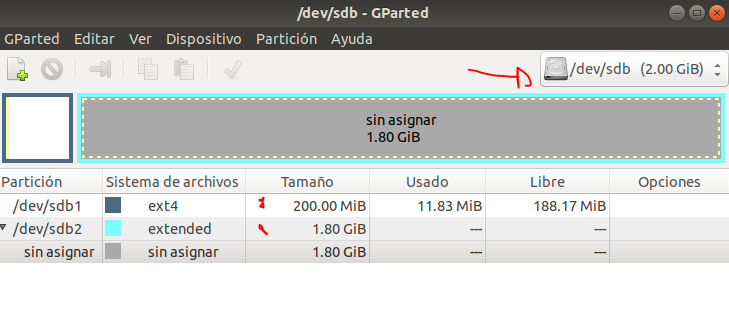 /dev/sdb - GParted
GParted Editar Ver Dispositivo Partición Ayuda
/dev/sdb (2.00 GiB)
sin asignar
1.80 GiB
Partición Sistema de archivos Tamaño Usado Libre Opciones
/dev/sdb1 ext4 200.00 MiB 11.83 MiB 188.17 MiB
/dev/sdb2 extended 1.80 GiB --- ---
sin asignar sin asignar 1.80 GiB --- ---